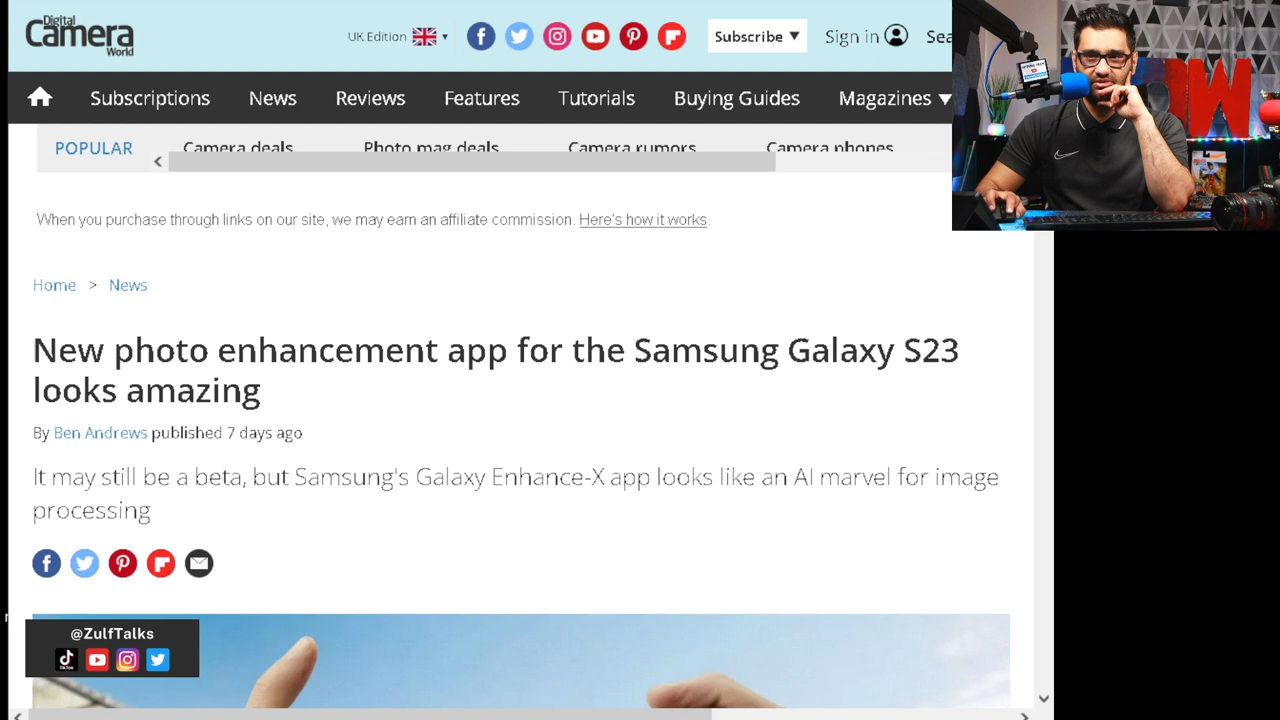 Digital
Camera
World
UK Edition
Subscribe ▼
Sign in
Sea
Subscriptions
News
Reviews
Features
Tutorials
Buying Guides
Magazines ▼
POPULAR
Camera deals
Photo mag deals
Camera rumors
Camera phones
When you purchase through links on our site, we may earn an affiliate commission. Here's how it works.
Home > News
New photo enhancement app for the Samsung Galaxy S23
looks amazing
By Ben Andrews published 7 days ago
It may still be a beta, but Samsung's Galaxy Enhance-X app looks like an AI marvel for image
processing
@ZulfTalks